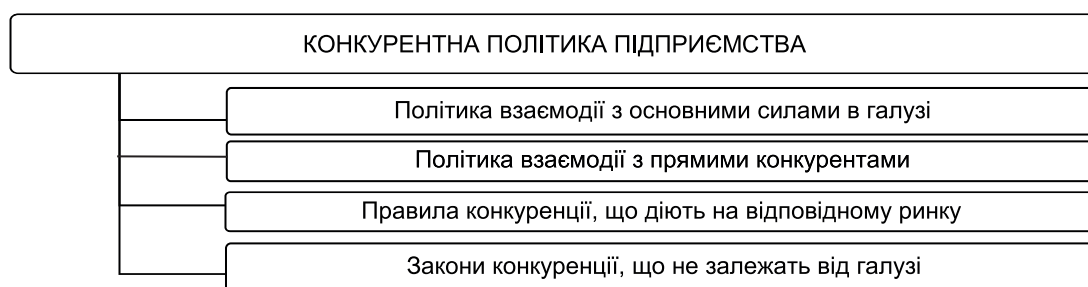 КОНКУРЕНТНА ПОЛІТИКА ПІДПРИЄМСТВА
Політика взаємодії з основними силами в галузі
Політика взаємодії з прямими конкурентами
Правила конкуренції, що діють на відповідному ринку
Закони конкуренції, що не залежать від галузі